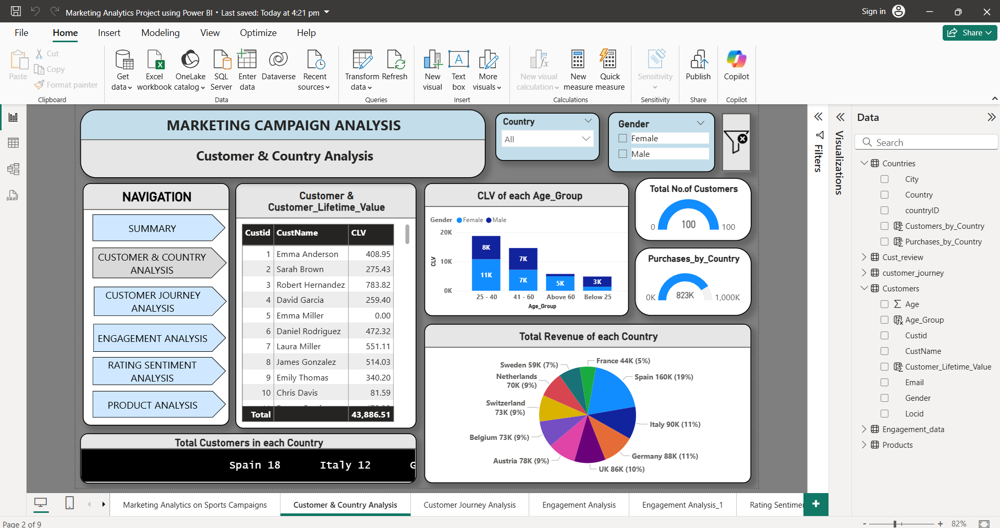 Marketing Analytics Project using Power BI • Last saved: Today at 4:21 pm
Sign in
File
Home
Insert
Modeling
View
Optimize
Help
Share
Paste
Cut
Copy
Format painter
Clipboard
Get data
Excel workbook
OneLake catalog
SQL Server
Enter data
Dataverse
Recent sources
Data
Transform data
Refresh
Queries
New visual
Text box
More visuals
Insert
New visual calculation
New measure
Quick measure
Calculations
Sensitivity
Sensitivity
Publish
Share
Copilot
Copilot
MARKETING CAMPAIGN ANALYSIS
Customer & Country Analysis
Country
All
Gender
Female
Male
NAVIGATION
SUMMARY
CUSTOMER & COUNTRY
ANALYSIS
CUSTOMER JOURNEY
ANALYSIS
ENGAGEMENT ANALYSIS
RATING SENTIMENT
ANALYSIS
PRODUCT ANALYSIS
Customer &
Customer_Lifetime_Value
Custid CustName CLV
1 Emma Anderson 408.95
2 Sarah Brown 275.43
3 Robert Hernandez 783.82
4 David Garcia 259.40
5 Emma Miller 0.00
6 Daniel Rodriguez 472.32
7 Laura Miller 551.11
8 James Gonzalez 514.03
9 Emily Thomas 340.20
10 Chris Davis 81.59
Total 43,886.51
CLV of each Age_Group
Gender Female Male
20K
10K
0K
CLV
8K
11K
7K
7K
5K
3K
25 - 40 41 - 60 Above 60 Below 25
Age_Group
Total No.of Customers
0 100 100
Purchases_by_Country
0K 823K 1,000K
Total Revenue of each Country
France 44K (5%)
Spain 160K (19%)
Italy 90K (11%)
Germany 88K (11%)
UK 86K (10%)
Austria 78K (9%)
Belgium 73K (9%)
Switzerland
73K (9%)
Netherlands
70K (9%)
Sweden 59K (7%)
Total Customers in each Country
Spain 18 Italy 12 G
Filters
Visualizations
Data
Search
Countries
City
Country
countryID
Customers_by_Country
Purchases_by_Country
Cust_review
customer_journey
Customers
Age
Age_Group
Custid
CustName
Customer_Lifetime_Value
Email
Gender
Locid
Engagement_data
Products
DAX
Marketing Analytics on Sports Campaigns
Customer & Country Analysis
Customer Journey Analysis
Engagement Analysis
Engagement Analysis_1
Rating Sentime
Page 2 of 9
- + 82%